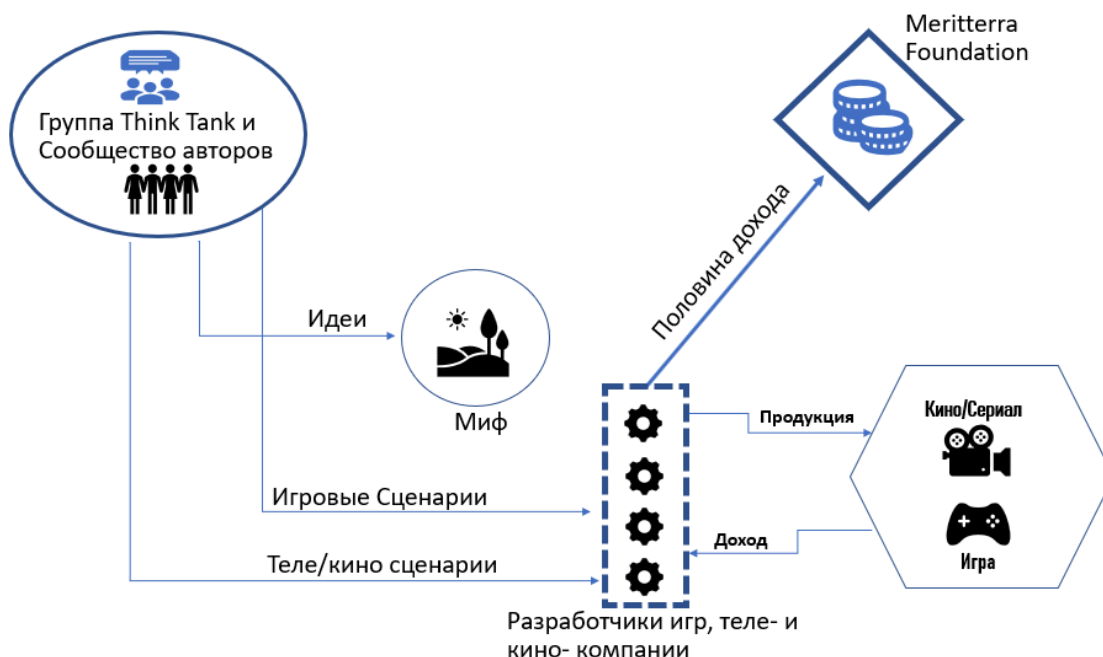 Meritterra
Foundation
Группа Think Tank и
Сообщество авторов
Половина дохода
Идеи
Миф
Продукция
Кино/Сериал
Игровые Сценарии
Доход
Игра
Теле/кино сценарии
Разработчики игр, теле- и
кино- компании